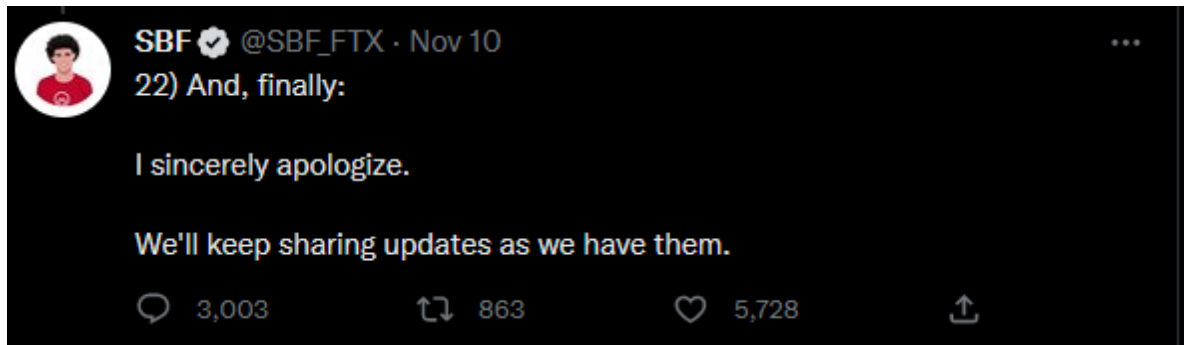 SBF @SBF_FTX · Nov 10
22) And, finally:
I sincerely apologize.
We'll keep sharing updates as we have them.
3,003 863 5,728